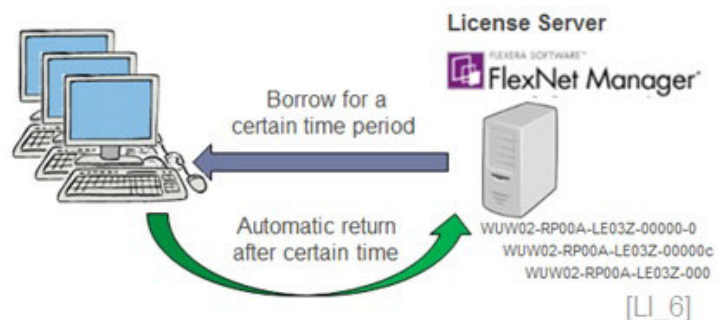 License Server
FLEXERA SOFTWARE™
FlexNet Manager®
Borrow for a
certain time period
Automatic return
after certain time
WUW02-RP00A-LE03Z-00000-0
WUW02-RP00A-LE03Z-00000c
WUW02-RP00A-LE03Z-000
[LI_6]